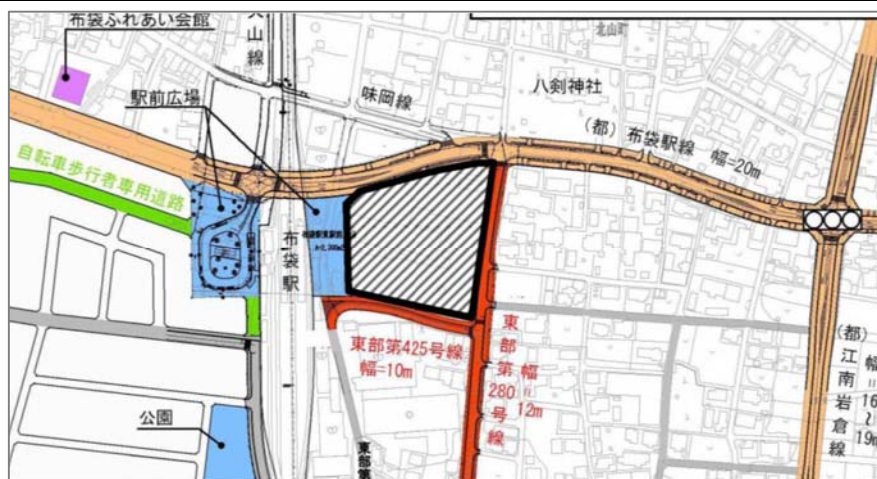 布袋ふれあい会館
犬山線
北山町
駅前広場
味岡線
八剣神社
(都)布袋駅線 幅=20m
自転車歩行者専用道路
布袋駅
東部第425号線
幅=10m
東部第280号線
幅=12m
(都)江南岩倉線
幅=16~19m
公園
東部第